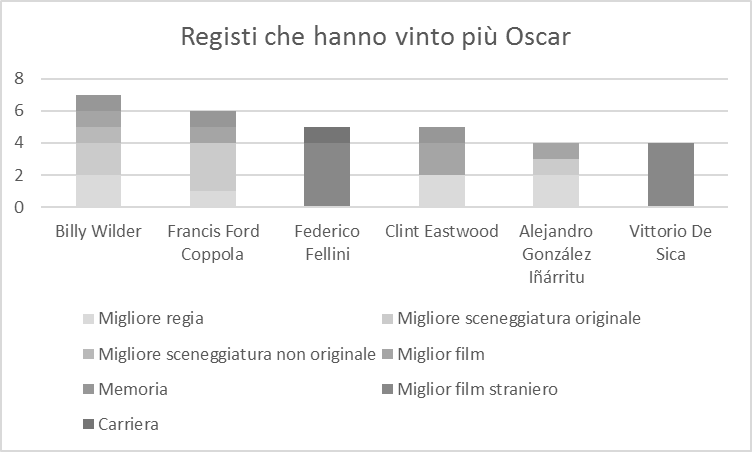 Registi che hanno vinto più Oscar
8
6
4
2
0
Billy Wilder
Francis Ford
Coppola
Federico
Fellini
Clint Eastwood
Alejandro
González
Iñárritu
Vittorio De
Sica
Migliore regia
Migliore sceneggiatura originale
Migliore sceneggiatura non originale
Miglior film
Memoria
Miglior film straniero
Carriera